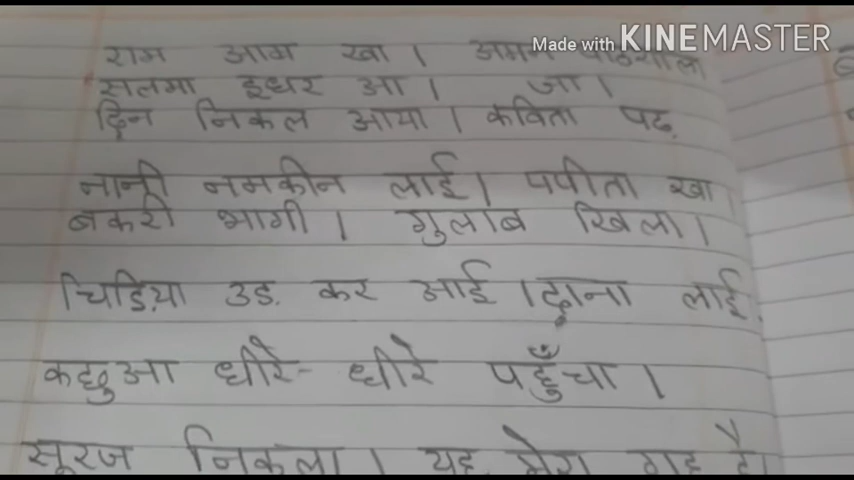 Made with KINEMASTER
राम आम खा। अमन पाठशाला
सलमा इधर आ। जा।
दिन निकल आया। कविता पढ़
नानी नमकीन लाई। पपीता खा
बकरी भागी। गुलाब खिला।
चिड़िया उड़ कर आई। दाना लाई
कछुआ धीरे-धीरे पहुँचा।
सूरज निकला। यह मेरा है।